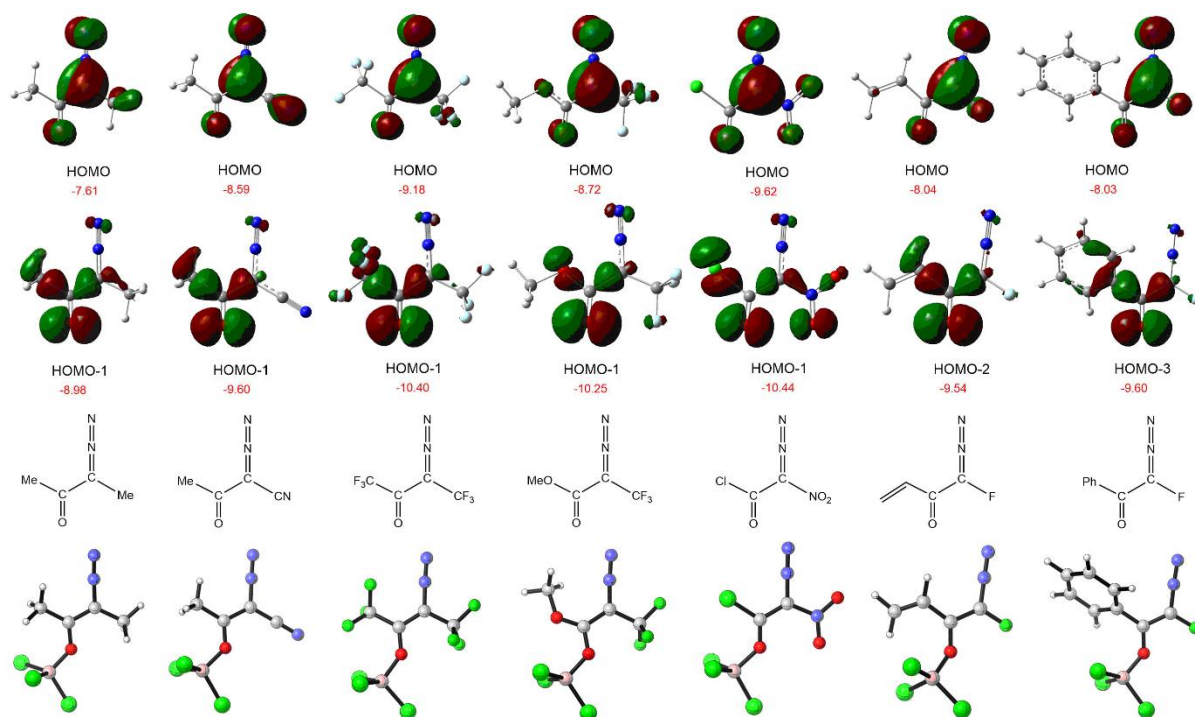 HOMO HOMO HOMO HOMO HOMO HOMO HOMO
-7.61 -8.59 -9.18 -8.72 -9.62 -8.04 -8.03
HOMO-1 HOMO-1 HOMO-1 HOMO-1 HOMO-1 HOMO-2 HOMO-3
-8.98 -9.60 -10.40 -10.25 -10.44 -9.54 -9.60
N N N N N N N
N N N N N N N
Me Me Me CN F₃C CF₃ MeO CF₃ Cl NO₂ F Ph F
O O O O O O O